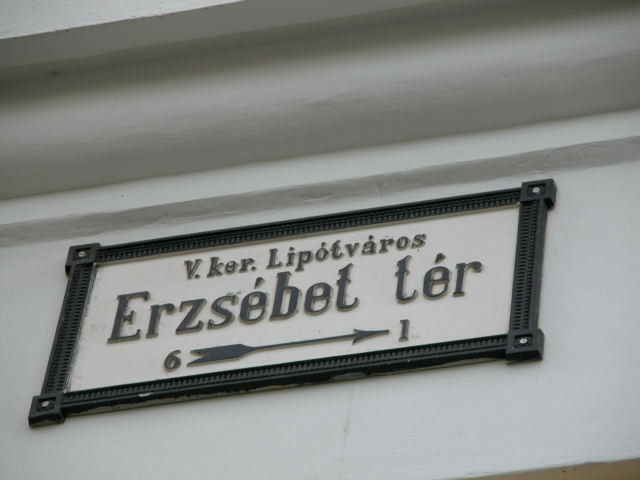 V. ker. Lipótváros
Erzsébet tér
6 1